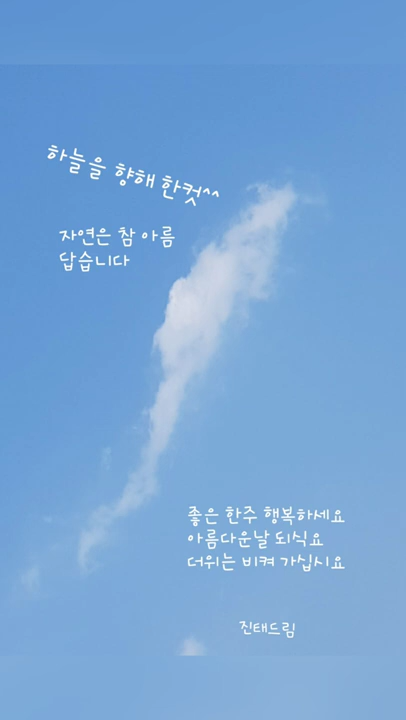 하늘을 향해 한컷^^
자연은 참 아름
답습니다
좋은 한주 행복하세요
아름다운날 되식요
더위는 비켜 가십시요
진태드림